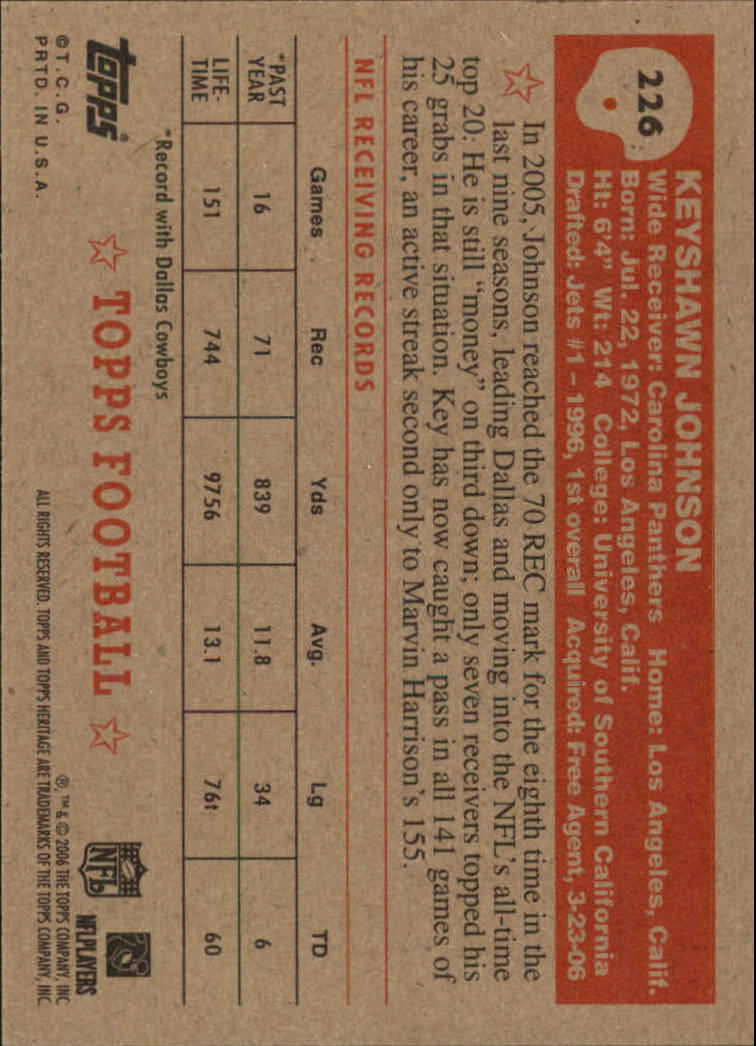 226
KEYSHAWN JOHNSON
Wide Receiver: Carolina Panthers Home: Los Angeles, Calif.
Born: Jul. 22, 1972, Los Angeles, Calif.
Ht: 6'4" Wt: 214 College: University of Southern California
Drafted: Jets #1 – 1996, 1st overall Acquired: Free Agent, 3-23-06
In 2005, Johnson reached the 70-REC mark for the eighth time in the
last nine seasons, leading Dallas and moving into the NFL's all-time
top 20. He is still "money" on third down; only seven receivers topped his
25 grabs in that situation. Key has now caught a pass in all 141 games of
his career, an active streak second only to Marvin Harrison's 155.
NFL RECEIVING RECORDS
Games Rec Yds Avg. Lg TD
*PAST YEAR 16 71 839 11.8 34 6
LIFE-TIME 151 744 9756 13.1 76t 60
*Record with Dallas Cowboys
topps®
TOPPS FOOTBALL
NFL
NFLPLAYERS
©T.C.G.
PRTD. IN U.S.A.
®, ™ & © 2006 THE TOPPS COMPANY, INC.
ALL RIGHTS RESERVED. TOPPS AND TOPPS HERITAGE ARE TRADEMARKS OF THE TOPPS COMPANY, INC.